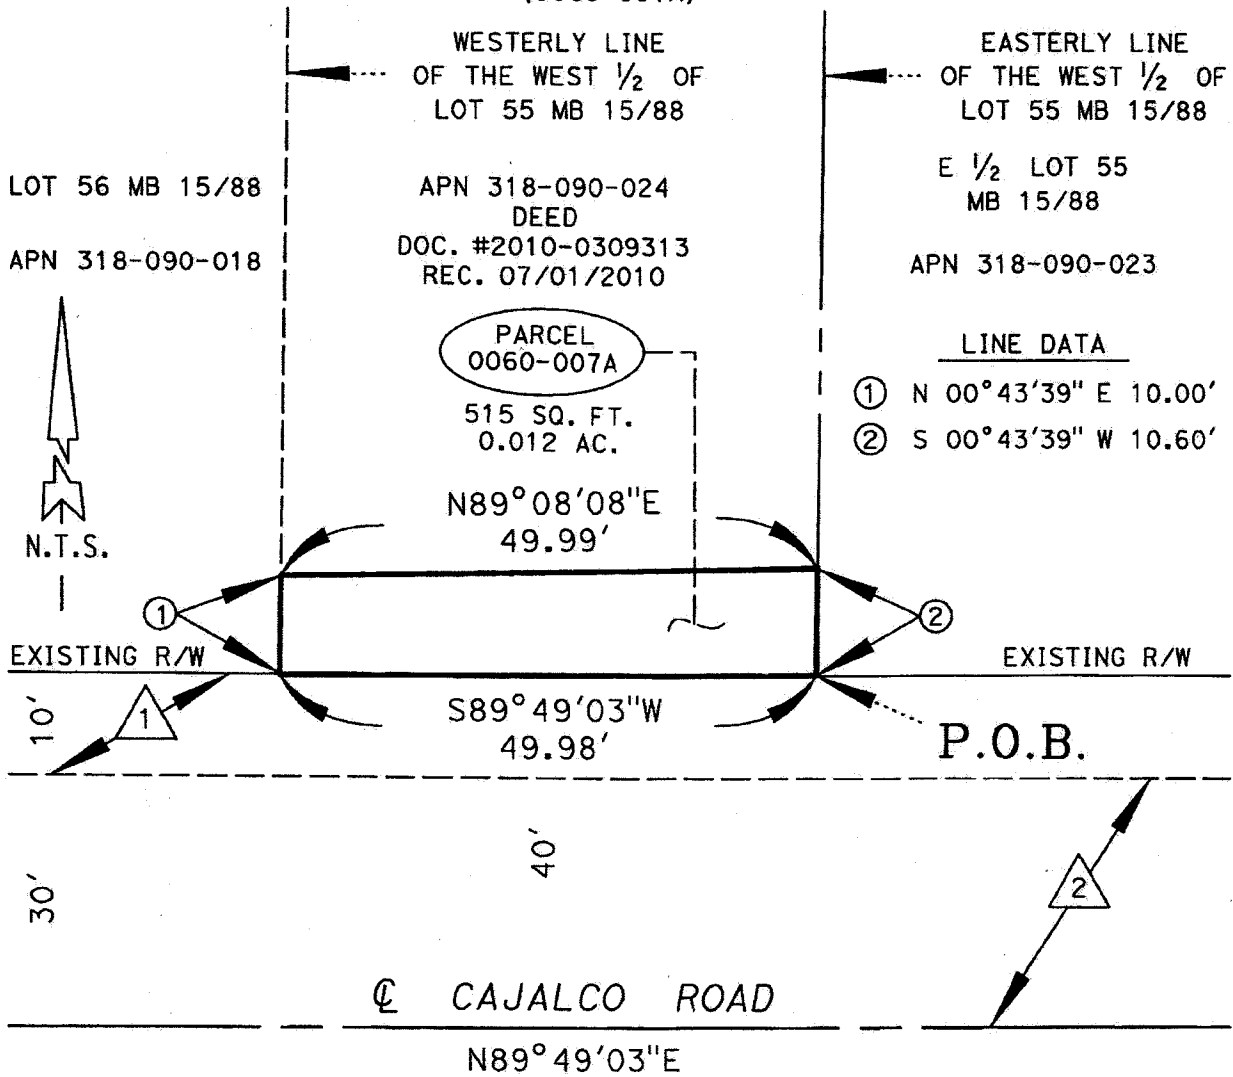 WESTERLY LINE
OF THE WEST ½ OF
LOT 55 MB 15/88
EASTERLY LINE
OF THE WEST ½ OF
LOT 55 MB 15/88
LOT 56 MB 15/88
APN 318-090-018
APN 318-090-024
DEED
DOC. #2010-0309313
REC. 07/01/2010
E ½ LOT 55
MB 15/88
APN 318-090-023
PARCEL
0060-007A
515 SQ. FT.
0.012 AC.
LINE DATA
1 N 00°43'39" E 10.00'
2 S 00°43'39" W 10.60'
N.T.S.
N89°08'08"E
49.99'
1
2
EXISTING R/W
EXISTING R/W
10'
1
S89°49'03"W
49.98'
P.O.B.
30'
40'
2
℄ CAJALCO ROAD
N89°49'03"E